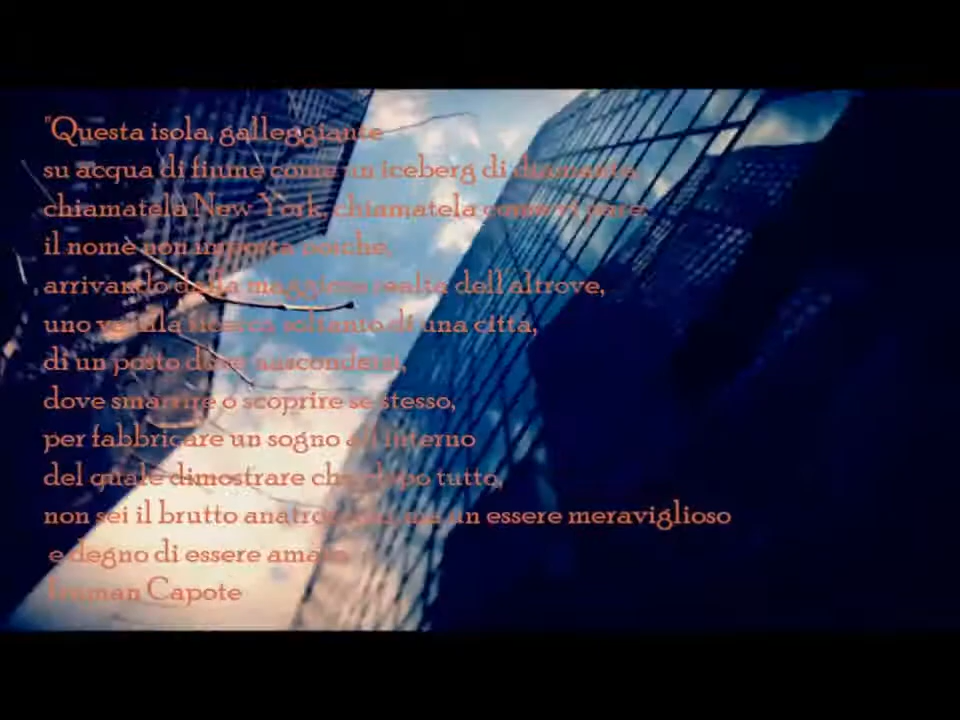 "Questa isola, galleggiante
su acqua di fiume come un iceberg di diamante,
chiamatela New York, chiamatela come vi pare:
il nome non importa poiche,
arrivando dalla maggiore realta dell'altrove,
uno va alla ricerca soltanto di una citta,
di un posto dove nascondersi,
dove smarrire o scoprire se stesso,
per fabbricare un sogno all'interno
del quale dimostrare che, dopo tutto,
non sei il brutto anatroccolo, ma un essere meraviglioso
e degno di essere amato
Truman Capote